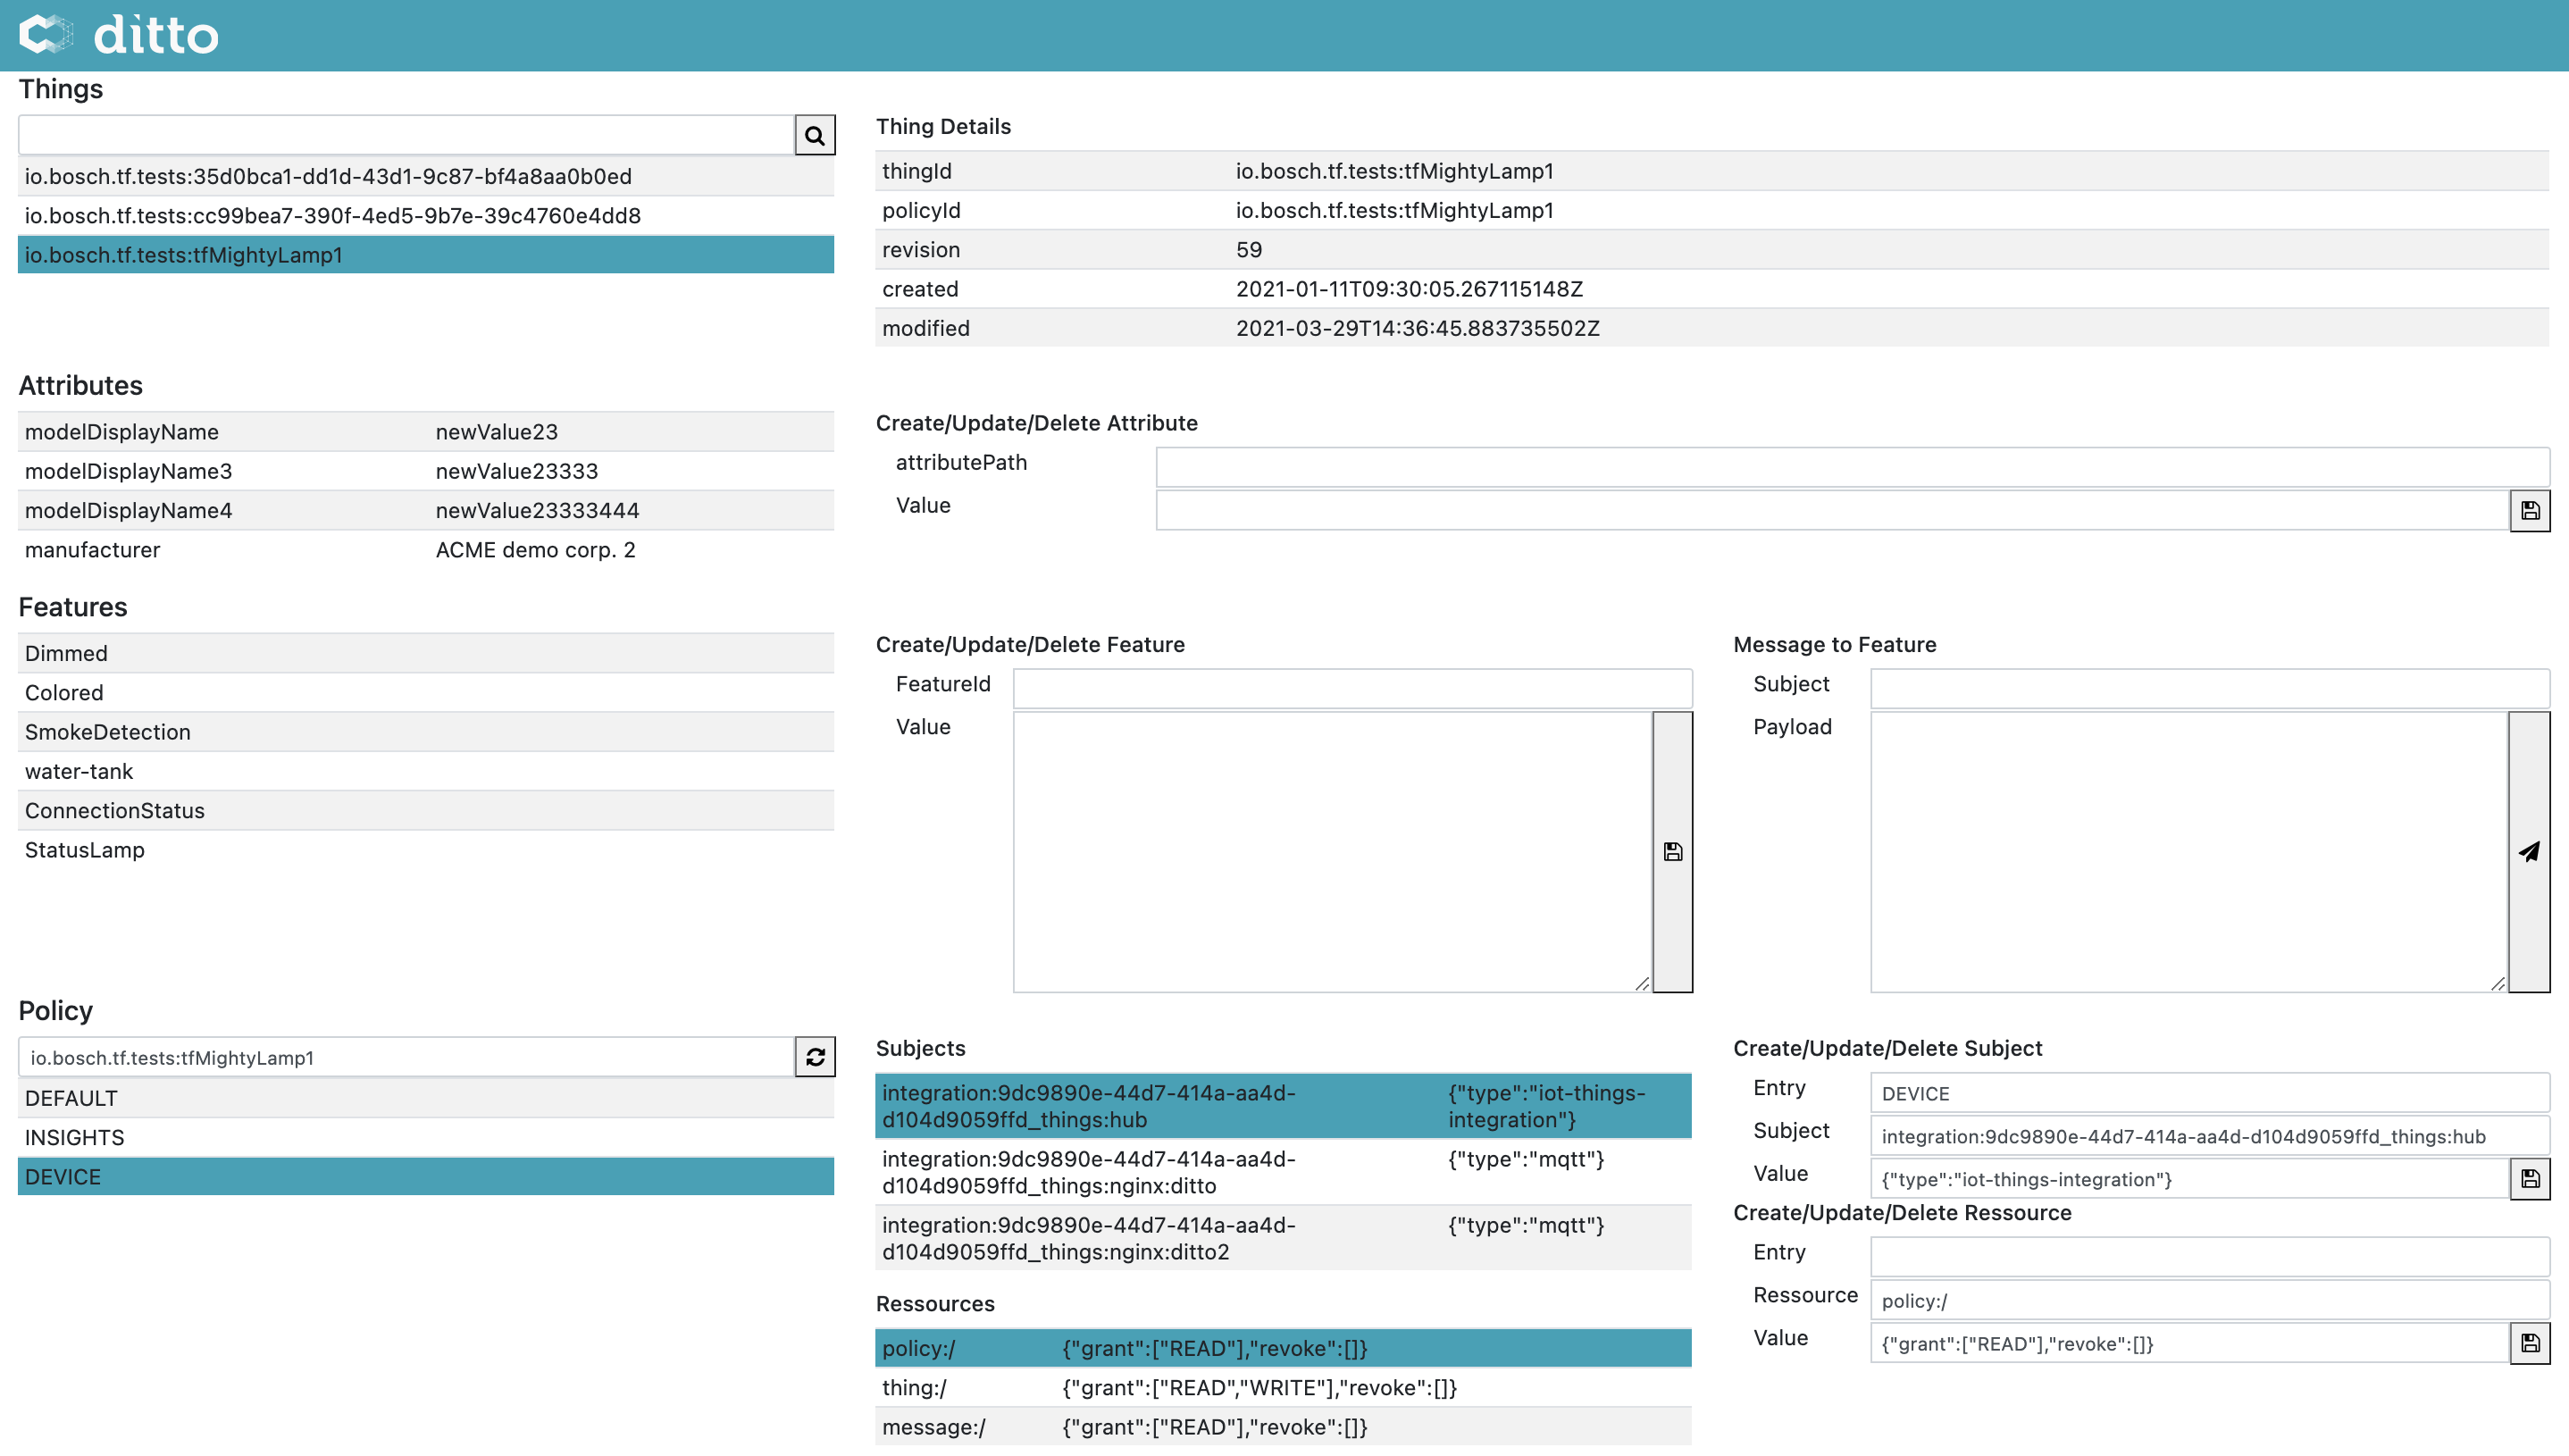 ditto
Things
io.bosch.tf.tests:35d0bca1-dd1d-43d1-9c87-bf4a8aa0b0ed
io.bosch.tf.tests:cc99bea7-390f-4ed5-9b7e-39c4760e4dd8
io.bosch.tf.tests:tfMightyLamp1
Thing Details
thingId io.bosch.tf.tests:tfMightyLamp1
policyId io.bosch.tf.tests:tfMightyLamp1
revision 59
created 2021-01-11T09:30:05.267115148Z
modified 2021-03-29T14:36:45.883735502Z
Attributes
modelDisplayName newValue23
modelDisplayName3 newValue23333
modelDisplayName4 newValue23333444
manufacturer ACME demo corp. 2
Create/Update/Delete Attribute
attributePath
Value
Features
Dimmed
Colored
SmokeDetection
water-tank
ConnectionStatus
StatusLamp
Create/Update/Delete Feature
FeatureId
Value
Message to Feature
Subject
Payload
Policy
io.bosch.tf.tests:tfMightyLamp1
DEFAULT
INSIGHTS
DEVICE
Subjects
integration:9dc9890e-44d7-414a-aa4d- {"type":"iot-things-
d104d9059ffd_things:hub integration"}
integration:9dc9890e-44d7-414a-aa4d- {"type":"mqtt"}
d104d9059ffd_things:nginx:ditto
integration:9dc9890e-44d7-414a-aa4d- {"type":"mqtt"}
d104d9059ffd_things:nginx:ditto2
Ressources
policy:/ {"grant":["READ"],"revoke":[]}
thing:/ {"grant":["READ","WRITE"],"revoke":[]}
message:/ {"grant":["READ"],"revoke":[]}
Create/Update/Delete Subject
Entry DEVICE
Subject integration:9dc9890e-44d7-414a-aa4d-d104d9059ffd_things:hub
Value {"type":"iot-things-integration"}
Create/Update/Delete Ressource
Entry
Ressource policy:/
Value {"grant":["READ"],"revoke":[]}